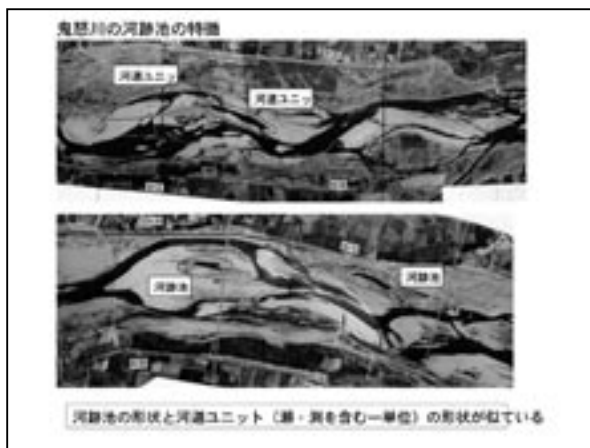 鬼怒川の河跡池の特徴
河道ユニッ
河道ユニッ
河跡池
河跡池
河跡池の形状と河道ユニット（瀬・淵を含む一単位）の形状が似ている